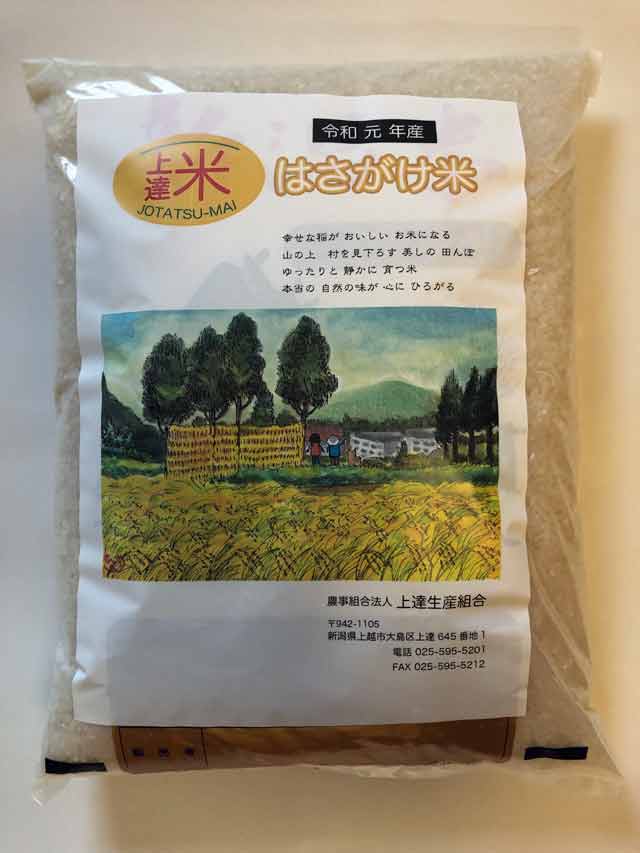 令和 元 年産
上達 米
JOTATSU-MAI
はさがけ米
幸せな稲が おいしい お米になる
山の上 村を見下ろす 美しの 田んぼ
ゆったりと 静かに 育つ米
本当の 自然の味が 心に ひろがる
農事組合法人 上達生産組合
〒942-1105
新潟県上越市大島区上達 645 番地 1
電話 025-595-5201
FAX 025-595-5212